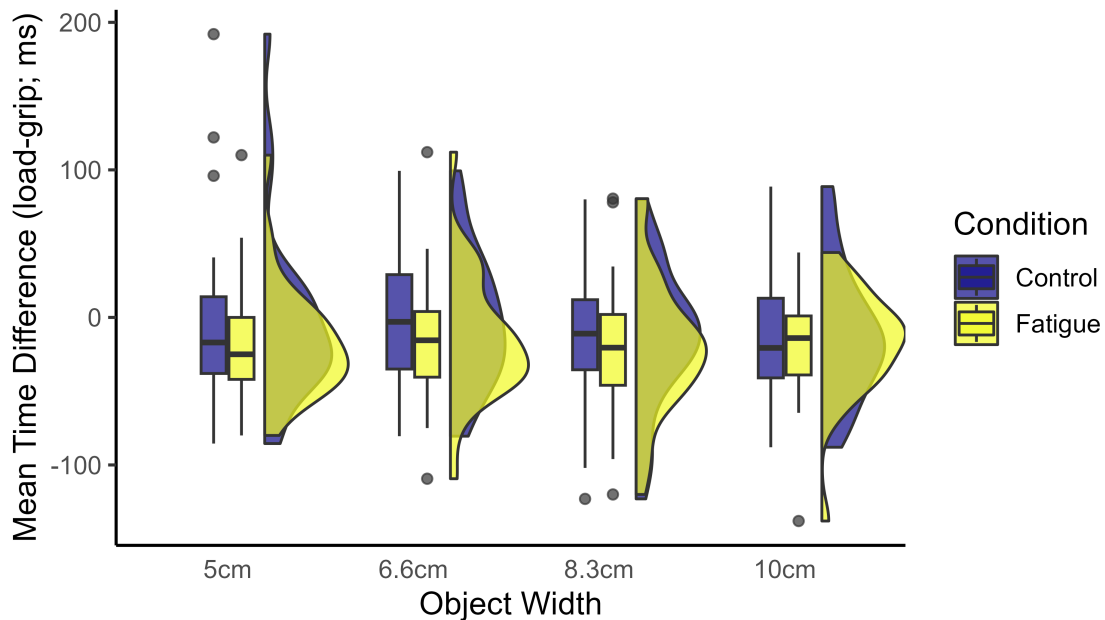 Mean Time Difference (load-grip; ms)
200
100
0
-100
5cm
6.6cm
8.3cm
10cm
Object Width
Condition
Control
Fatigue